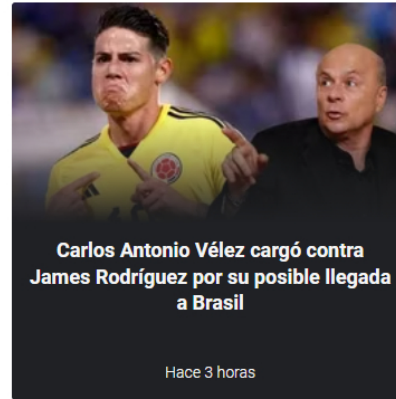 Carlos Antonio Vélez cargó contra
James Rodríguez por su posible llegada
a Brasil
Hace 3 horas